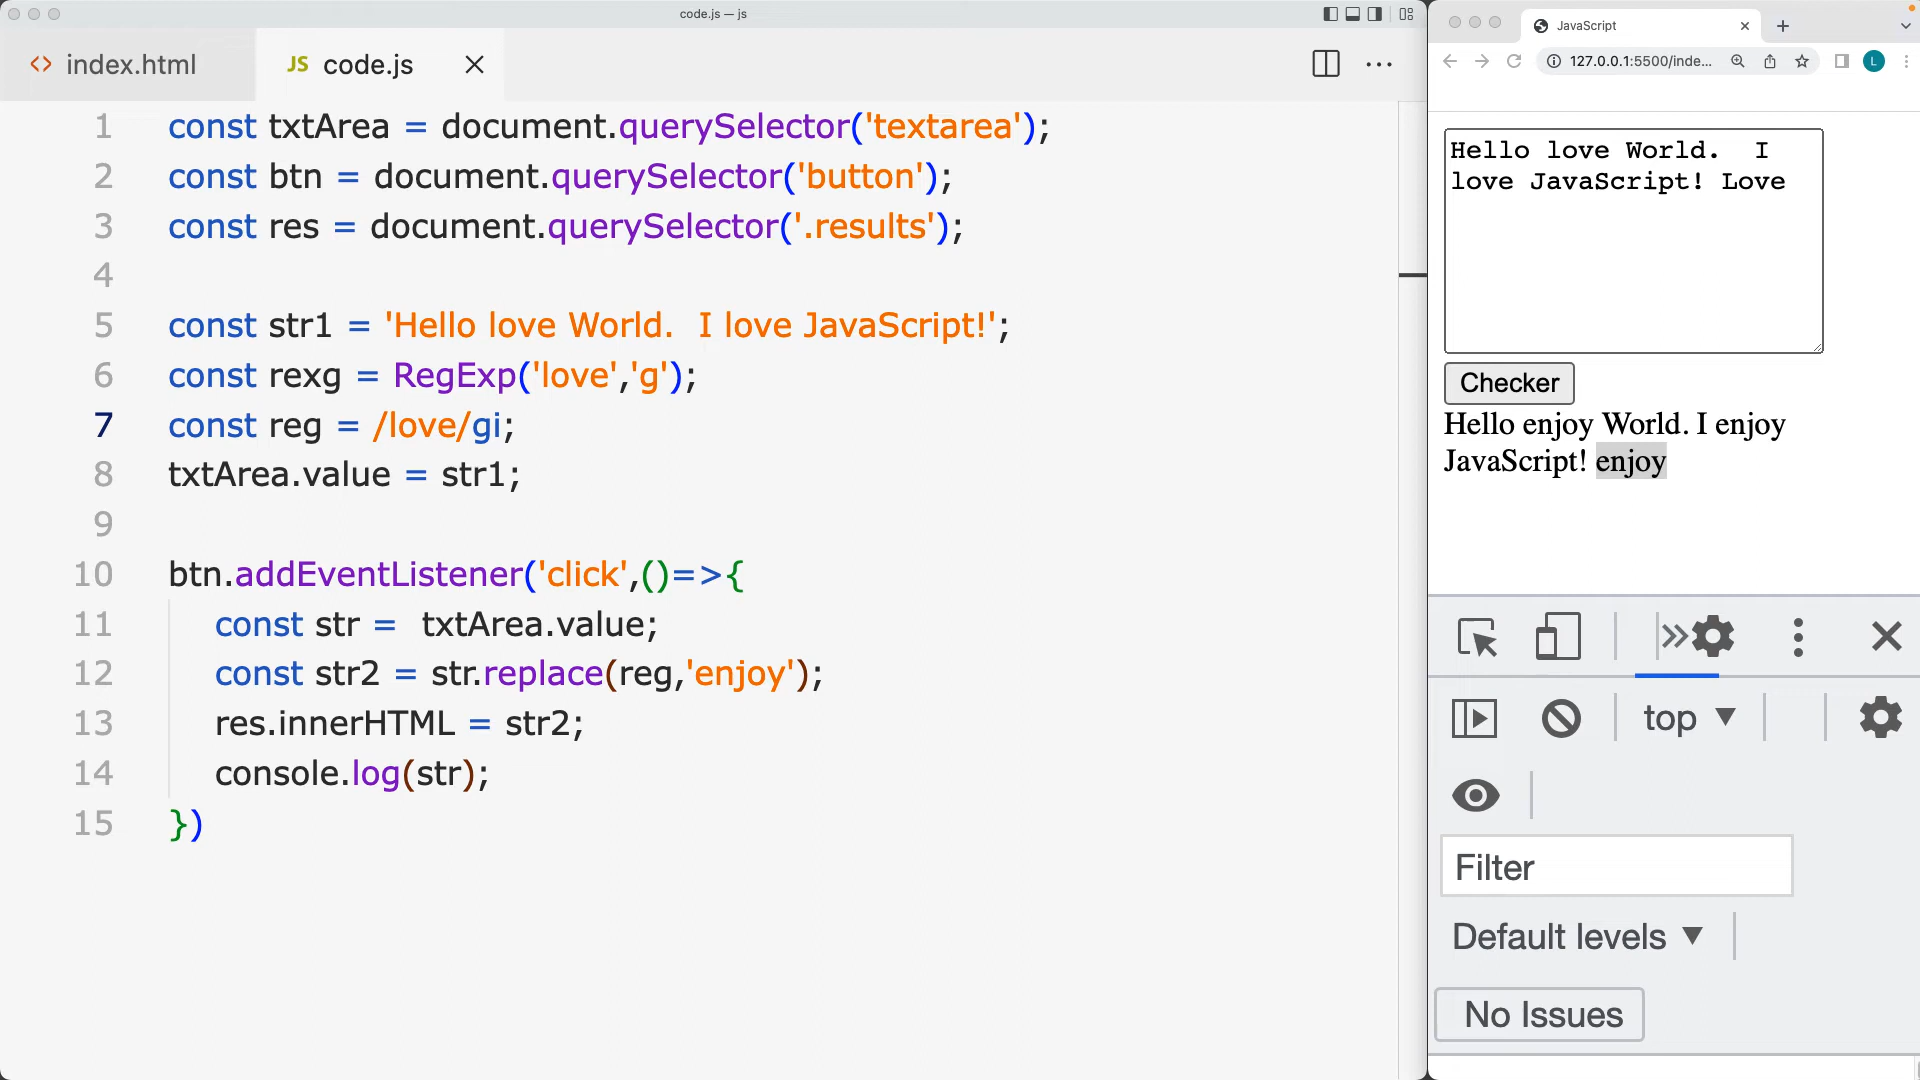 code.js — js
index.html
JS code.js
1 const txtArea = document.querySelector('textarea');
2 const btn = document.querySelector('button');
3 const res = document.querySelector('.results');
4
5 const str1 = 'Hello love World.  I love JavaScript!';
6 const rexg = RegExp('love','g');
7 const reg = /love/gi;
8 txtArea.value = str1;
9
10 btn.addEventListener('click',()=>{
11 const str =  txtArea.value;
12 const str2 = str.replace(reg,'enjoy');
13 res.innerHTML = str2;
14 console.log(str);
15 })
JavaScript
127.0.0.1:5500/inde...
L
Hello love World.  I
love JavaScript! Love
Checker
Hello enjoy World. I enjoy
JavaScript! enjoy
top
Filter
Default levels
No Issues